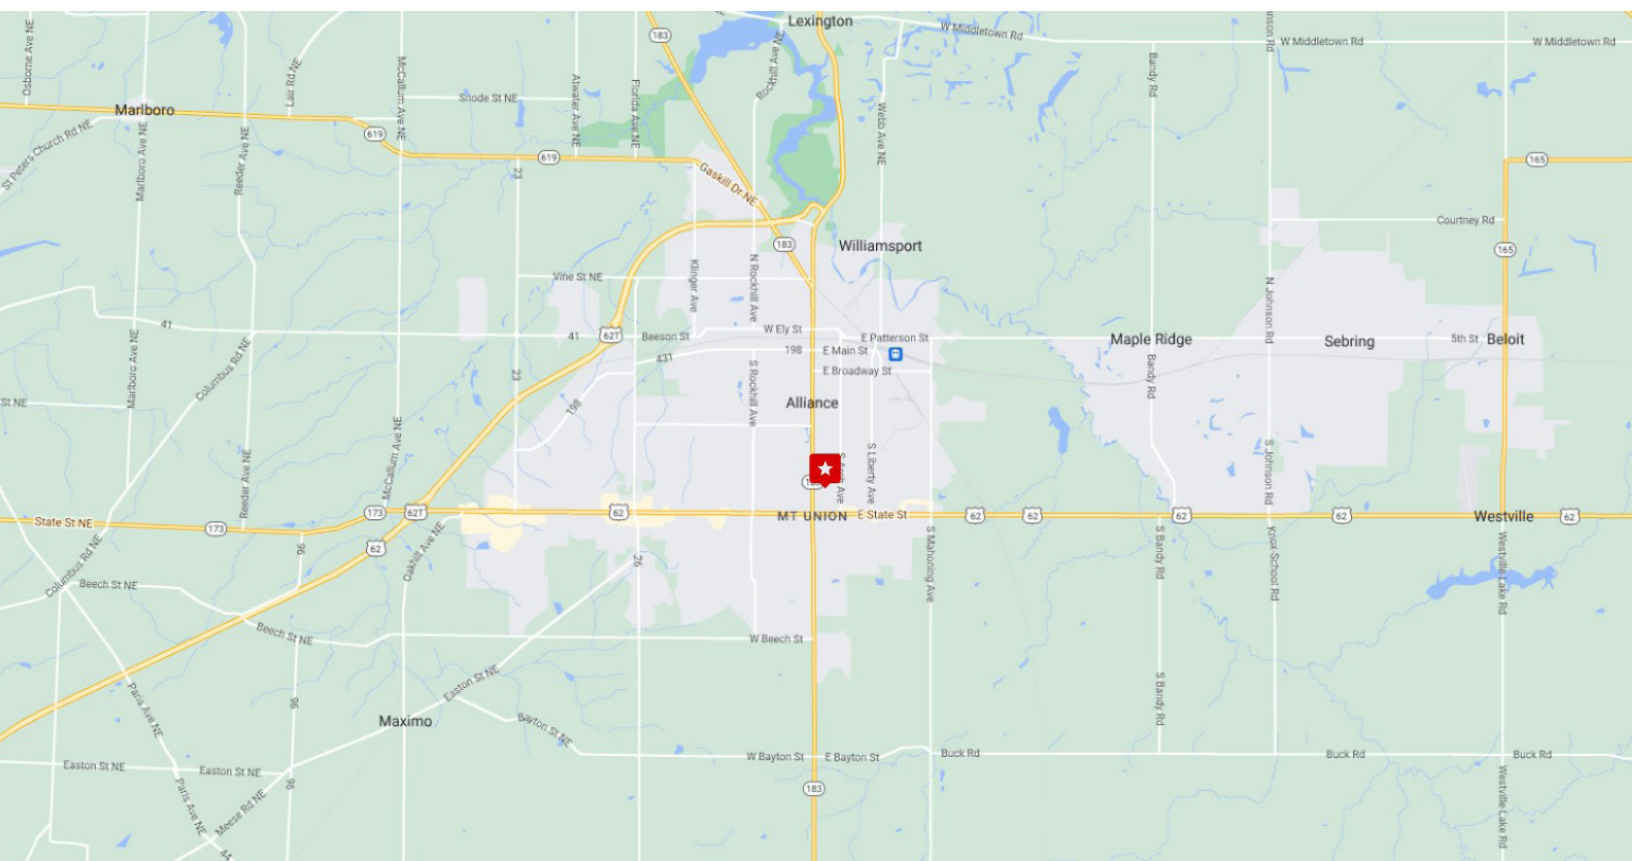 Lexington
183
W Middletown Rd
nson Rd
W Middletown Rd
W Middletown Rd
Osborne Ave NE
Lair Rd NE
McCallum Ave NE
Atwater Ave NE
Florida Ave NE
Rockhill Ave NE
Bandy Rd
Snode St NE
Marlboro
619
619
St Peters Church Rd NE
Marlboro Ave NE
Reeder Ave NE
23
Gaskill Dr NE
Webb Ave NE
165
Courtney Rd
183
Williamsport
165
Vine St NE
Klinger Ave
N Rockhill Ave
N Johnson Rd
41
41
62T
Beeson St
W Ely St
E Patterson St
Maple Ridge
Sebring
5th St
Beloit
431
198
E Main St
E Broadway St
Marlboro Ave NE
Columbus Rd NE
23
S Rockhill Ave
Bandy Rd
St NE
198
Alliance
McCallum Ave NE
Reeder Ave NE
S Liberty Ave
S Johnson Rd
State St NE
173
173
62T
62
MT UNION
E State St
62
62
62
62
Westville
62
62
96
Oakhill Ave NE
26
S Mahoning Ave
S Bandy Rd
Knox School Rd
Westville Lake Rd
Columbus Rd NE
Beech St NE
Beech St NE
W Beech St
Easton St NE
96
Paris Ave NE
Maximo
Bayton St NE
S Bandy Rd
W Bayton St
E Bayton St
Buck Rd
Buck Rd
Buck Rd
Easton St NE
Easton St NE
96
Paris Ave NE
Meese Rd NE
183
Westville Lake Rd
44